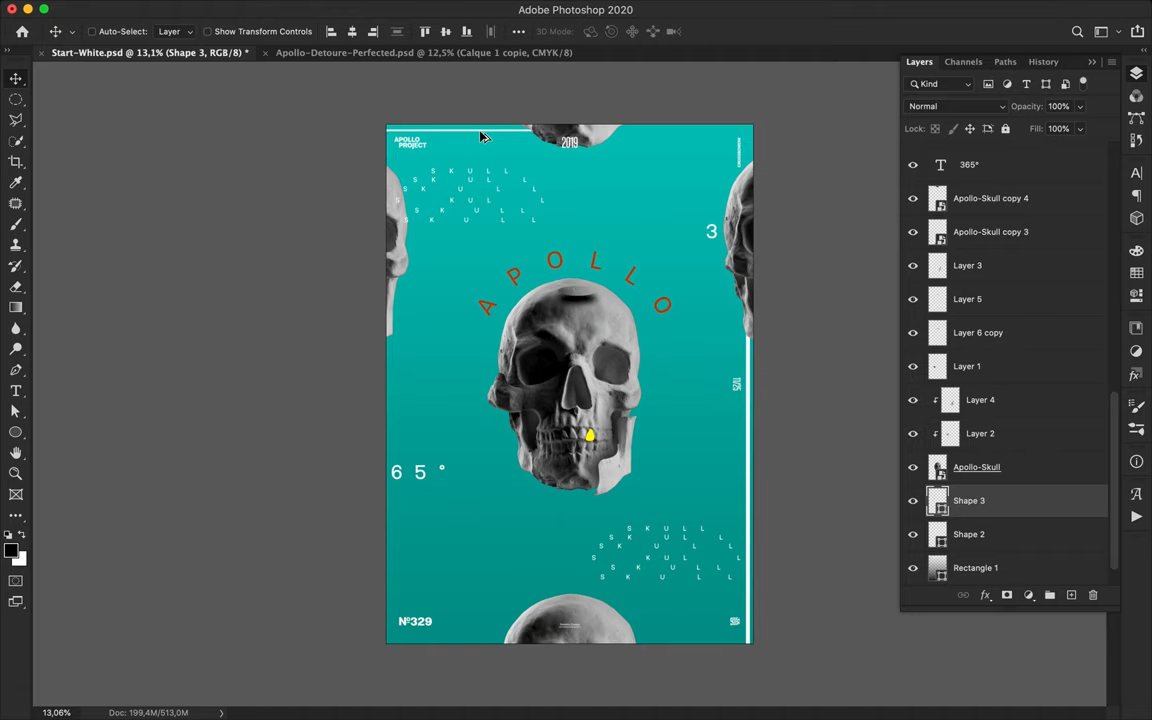 Adobe Photoshop 2020
Auto-Select:
Layer
Show Transform Controls
3D Mode:
Start-White.psd @ 13,1% (Shape 3, RGB/8) *
Apollo-Detoure-Perfected.psd @ 12,5% (Calque 1 copie, CMYK/8)
Layers
Channels
Paths
History
Kind
Normal
Opacity: 100%
Lock:
Fill: 100%
365°
Apollo-Skull copy 4
Apollo-Skull copy 3
Layer 3
Layer 5
Layer 6 copy
Layer 1
Layer 4
Layer 2
Apollo-Skull
Shape 3
Shape 2
Rectangle 1
APOLLO
PROJECT
2019
S K U L L
S K U L L
S K U L L
S K U L L
S K U L L
S K U L L
3
A P O L L O
11/25
6 5 °
S K U L L
S K U L L
S K U L L
S K U L L
S K U L L
S K U L L
Nº329
13,06%
Doc: 199,4M/513,0M